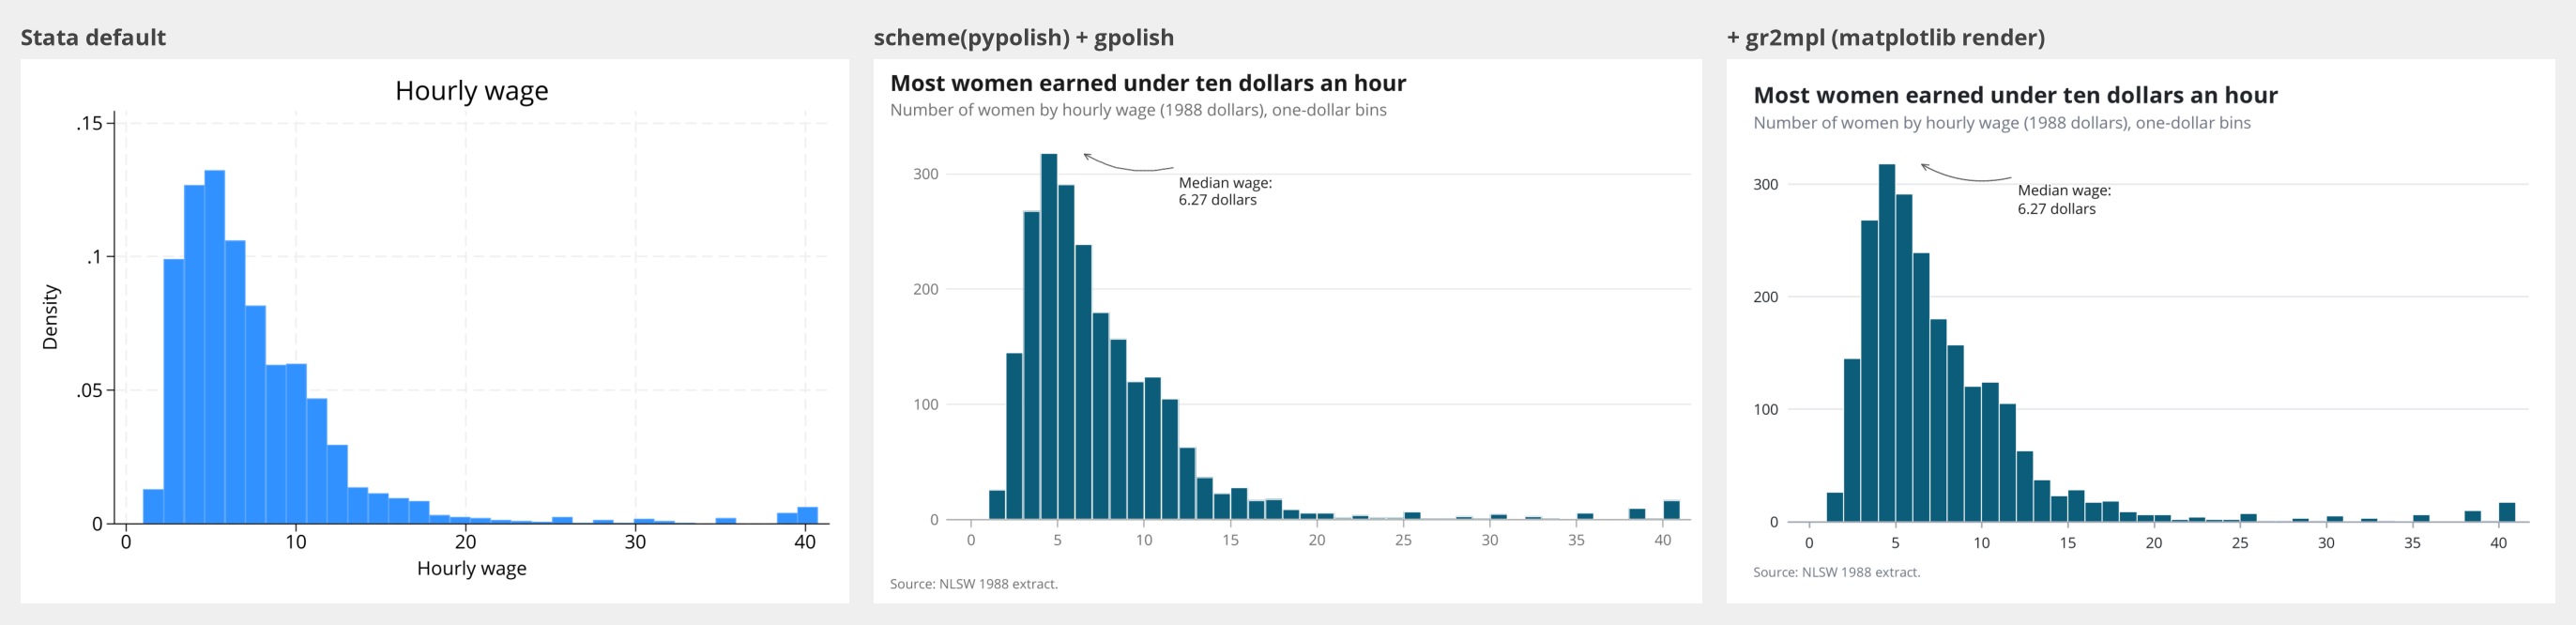 Stata default
Hourly wage
.15
.1
.05
0
Density
0 10 20 30 40
Hourly wage
scheme(pypolish) + gpolish
Most women earned under ten dollars an hour
Number of women by hourly wage (1988 dollars), one-dollar bins
300
200
100
0
Median wage:
6.27 dollars
0 5 10 15 20 25 30 35 40
Source: NLSW 1988 extract.
+ gr2mpl (matplotlib render)
Most women earned under ten dollars an hour
Number of women by hourly wage (1988 dollars), one-dollar bins
300
200
100
0
Median wage:
6.27 dollars
0 5 10 15 20 25 30 35 40
Source: NLSW 1988 extract.